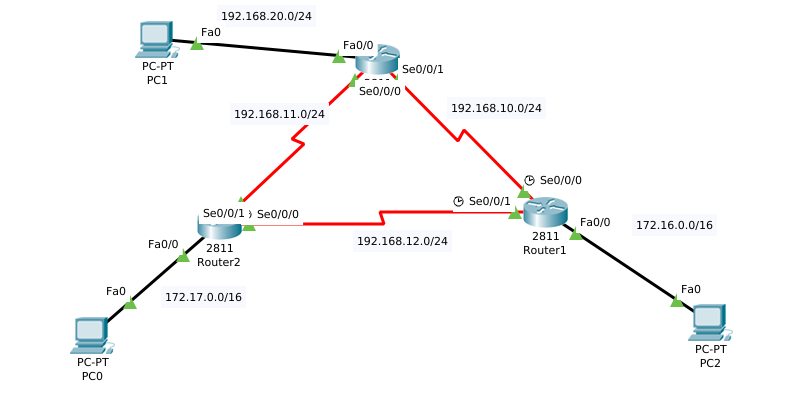 192.168.20.0/24
Fa0
Fa0/0
PC-PT
PC1
Se0/0/1
Se0/0/0
192.168.11.0/24
192.168.10.0/24
Se0/0/0
Se0/0/1
Se0/0/1
Se0/0/0
Fa0/0
172.16.0.0/16
2811
Router1
192.168.12.0/24
Fa0/0
2811
Router2
Fa0
172.17.0.0/16
Fa0
PC-PT
PC2
PC-PT
PC0